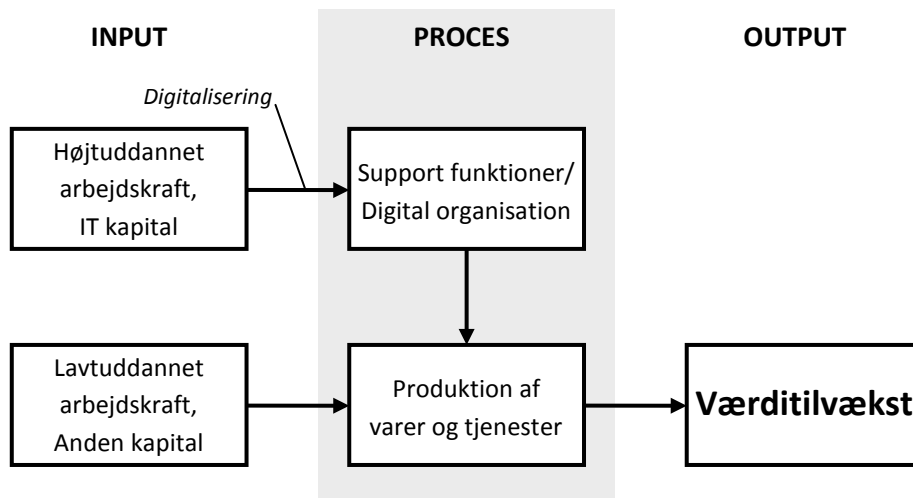 INPUT
PROCES
OUTPUT
Digitalisering
Højtuddannet
arbejdskraft,
IT kapital
Support funktioner/
Digital organisation
Lavtuddannet
arbejdskraft,
Anden kapital
Produktion af
varer og tjenester
Værditilvækst